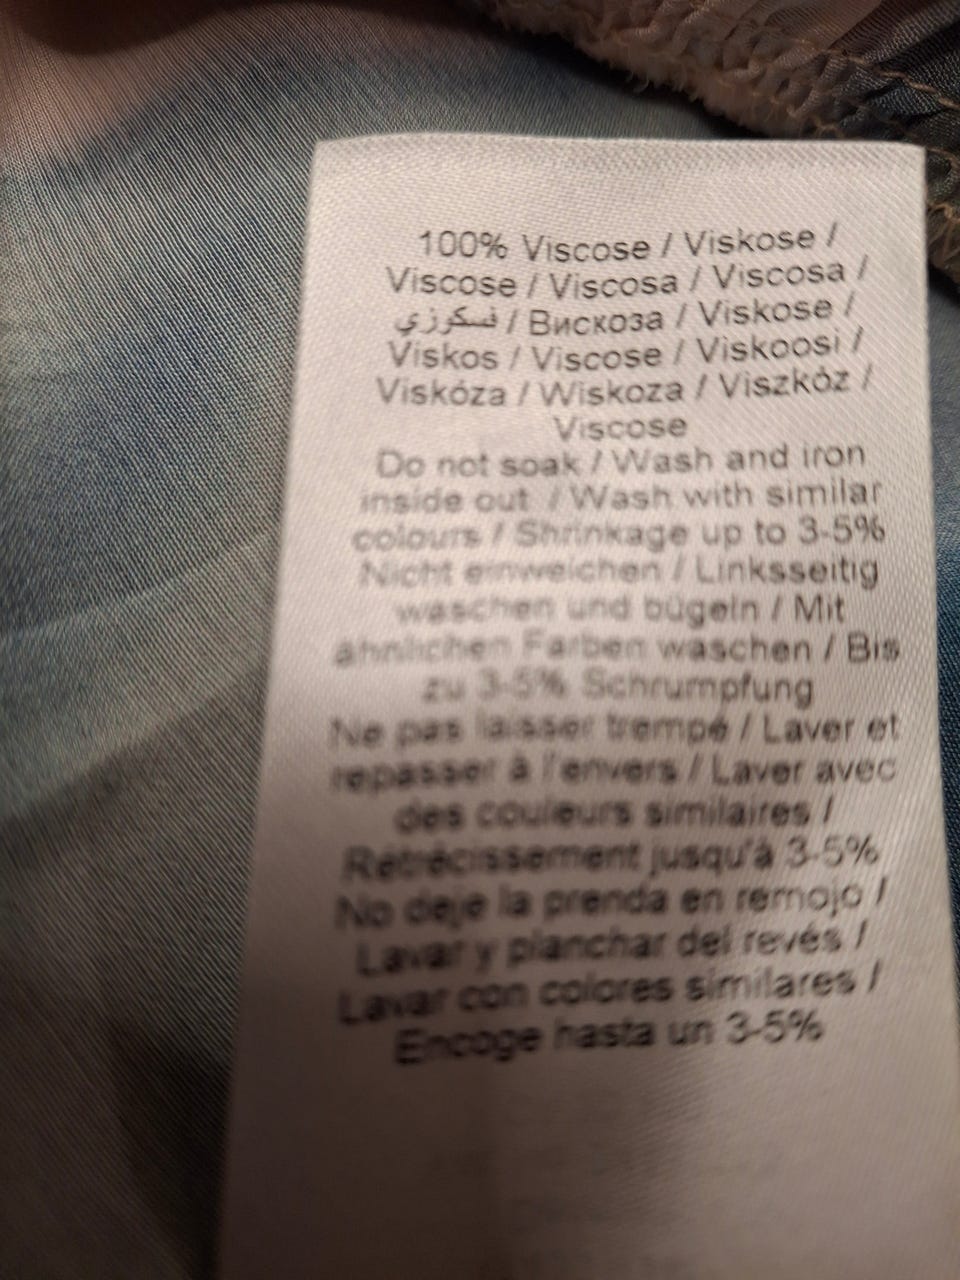 100% Viscose / Viskose /
Viscose / Viscosa / Viscosa /
فسكوزي / Вискоза / Viskose /
Viskos / Viscose / Viskoosi /
Viskóza / Wiskoza / Viszkóz /
Viscose
Do not soak / Wash and iron
inside out / Wash with similar
colours / Shrinkage up to 3-5%
Nicht einweichen / Linksseitig
waschen und bügeln / Mit
ähnlichen Farben waschen / Bis
zu 3-5% Schrumpfung
Ne pas laisser trempé / Laver et
repasser à l'envers / Laver avec
des couleurs similaires /
Rétrécissement jusqu'à 3-5%
No deje la prenda en remojo /
Lavar y planchar del revés /
Lavar con colores similares /
Encoge hasta un 3-5%